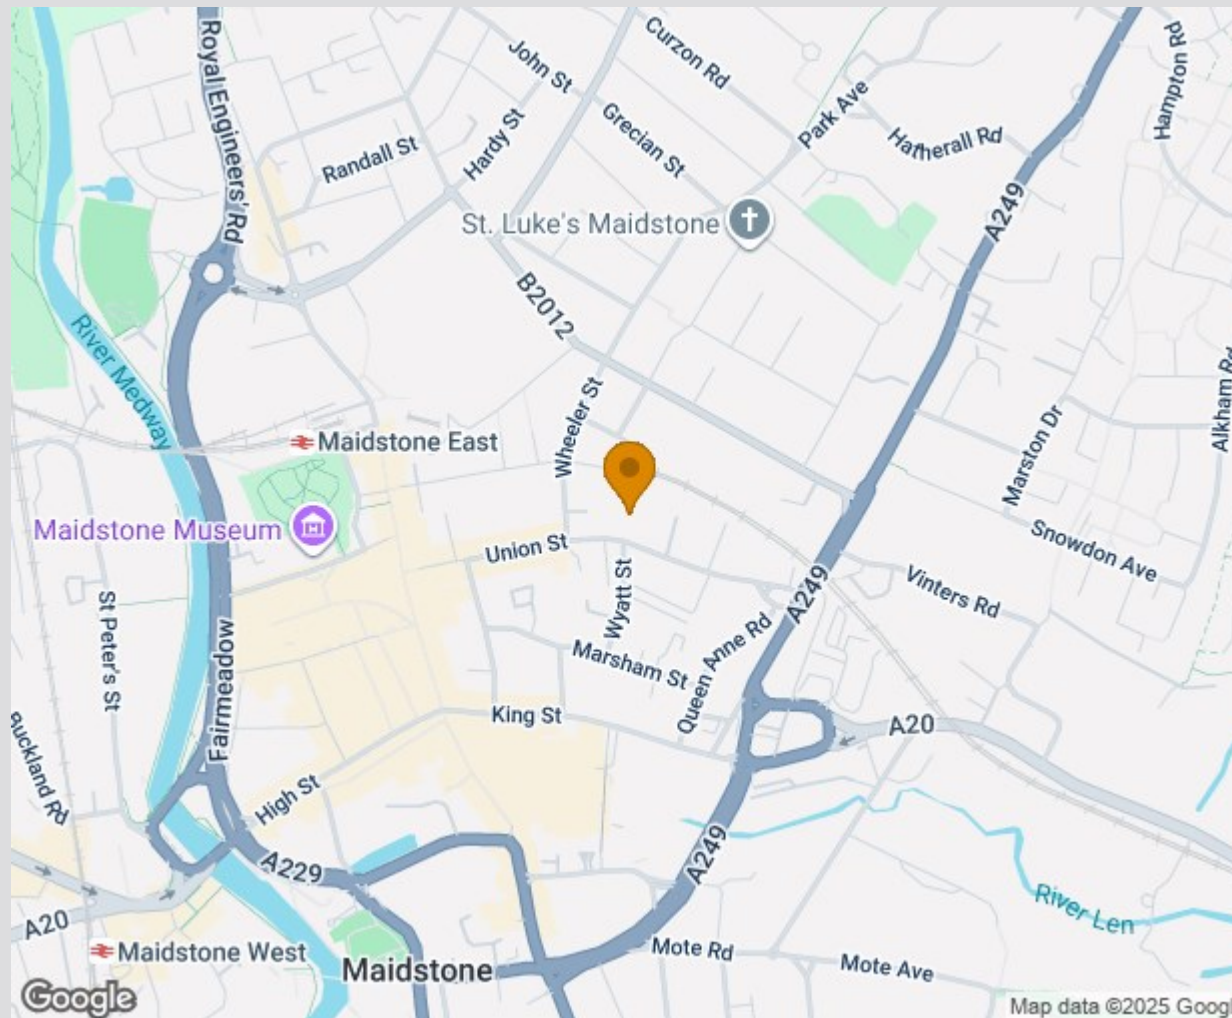 John St
Curzon Rd
Royal Engineers' Rd
Hampton Rd
Park Ave
Grecian St
Hardy St
Hatherall Rd
Randall St
St. Luke's Maidstone
A249
B2012
River Medway
Alkham Rd
Wheeler St
Marston Dr
Maidstone East
Maidstone Museum
Union St
Snowdon Ave
Wyatt St
A249
Vinters Rd
St Peter's St
Queen Anne Rd
Marsham St
Fairmeadow
King St
A20
Buckland Rd
High St
A249
A229
River Len
A20
Maidstone West
Mote Rd
Mote Ave
Maidstone
Google
Map data ©2025 Googl